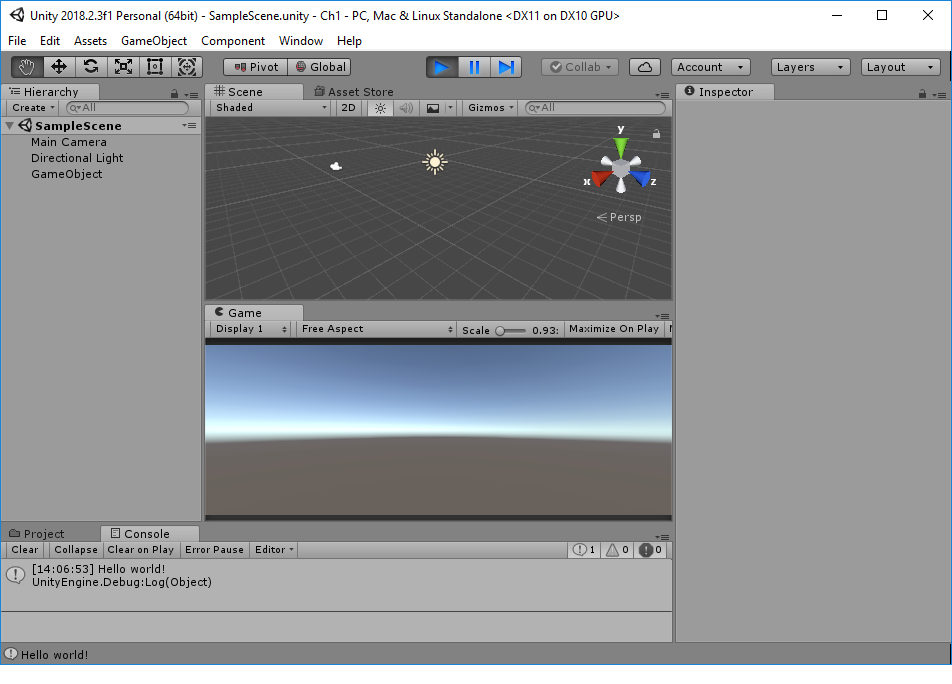 Unity 2018.2.3f1 Personal (64bit) - SampleScene.unity - Ch1 - PC, Mac & Linux Standalone <DX11 on DX10 GPU>
File Edit Assets GameObject Component Window Help
Pivot Global Collab Account Layers Layout
Hierarchy
Create All
SampleScene
Main Camera
Directional Light
GameObject
Scene Asset Store
Shaded 2D Gizmos All
y
x z
Persp
Game
Display 1 Free Aspect Scale 0.93: Maximize On Play
Inspector
Project Console
Clear Collapse Clear on Play Error Pause Editor 1 0 0
[14:06:53] Hello world!
UnityEngine.Debug:Log(Object)
Hello world!